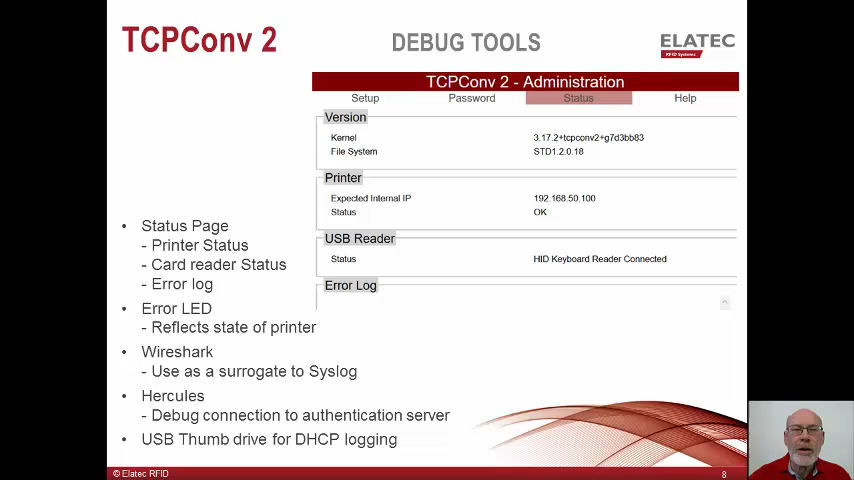 TCPConv 2
DEBUG TOOLS
ELATEC
RFID Systems
TCPConv 2 - Administration
Setup Password Status Help
Version
Kernel 3.17.2+tcpconv2+g7d3bb83
File System STD1.2.0.18
Printer
Expected Internal IP 192.168.50.100
Status OK
USB Reader
Status HID Keyboard Reader Connected
Error Log
• Status Page
- Printer Status
- Card reader Status
- Error log
• Error LED
- Reflects state of printer
• Wireshark
- Use as a surrogate to Syslog
• Hercules
- Debug connection to authentication server
• USB Thumb drive for DHCP logging
© Elatec RFID
8